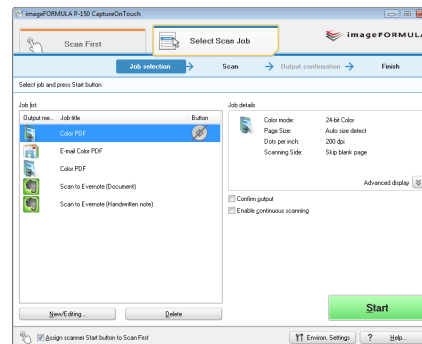 imageFORMULA P-150 CaptureOnTouch
Scan First
Select Scan Job
imageFORMULA
Job selection
Scan
Output confirmation
Finish
Select job and press Start button.
Job list
Job details
Output me... Job title Button
Color PDF
E-mail Color PDF
Color PDF
Scan to Evernote (Document)
Scan to Evernote (Handwritten note)
Color mode: 24-bit Color
Page Size: Auto size detect
Dots per inch: 200 dpi
Scanning Side: Skip blank page
Advanced display
Confirm output
Enable continuous scanning
New/Editing...
Delete
Start
Assign scanner Start button to Scan First
Environ. Settings
? Help...